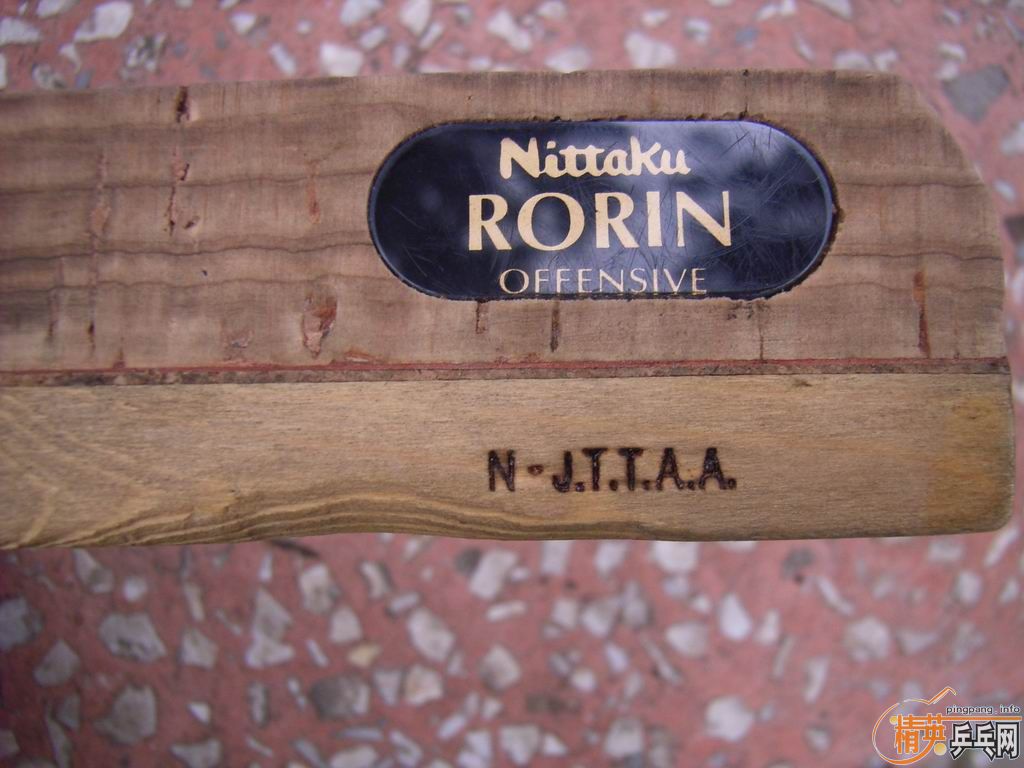 Nittaku
RORIN
OFFENSIVE
N-J.T.T.A.A.
pingpang.info
精英乒乓网